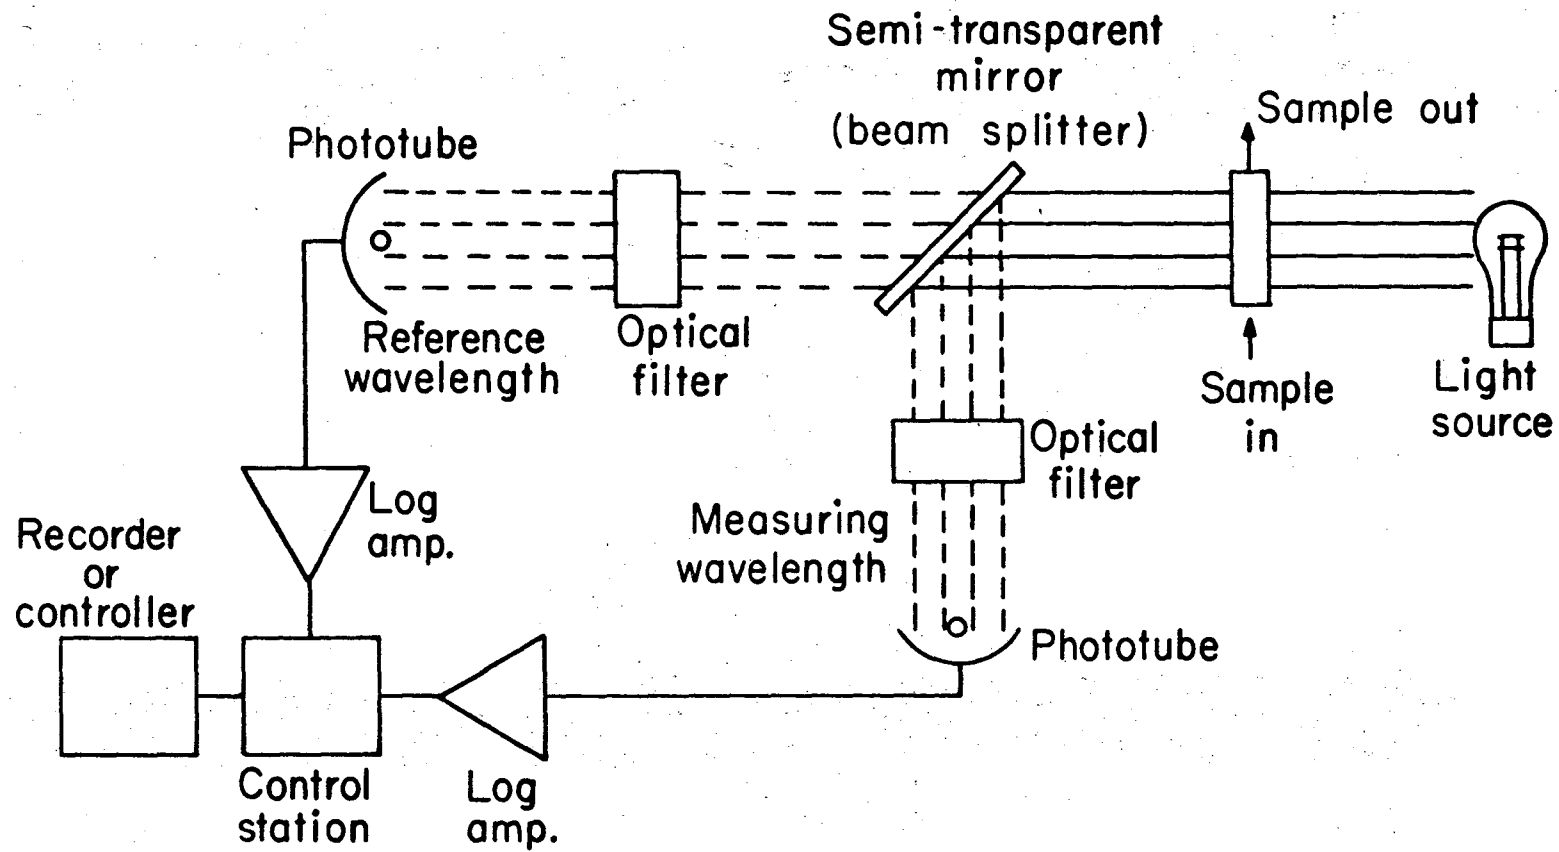 Semi-transparent
mirror
(beam splitter)
Sample out
Phototube
Reference
wavelength
Optical
filter
Sample
in
Light
source
Optical
filter
Measuring
wavelength
Log
amp.
Recorder
or
controller
Phototube
Control
station
Log
amp.